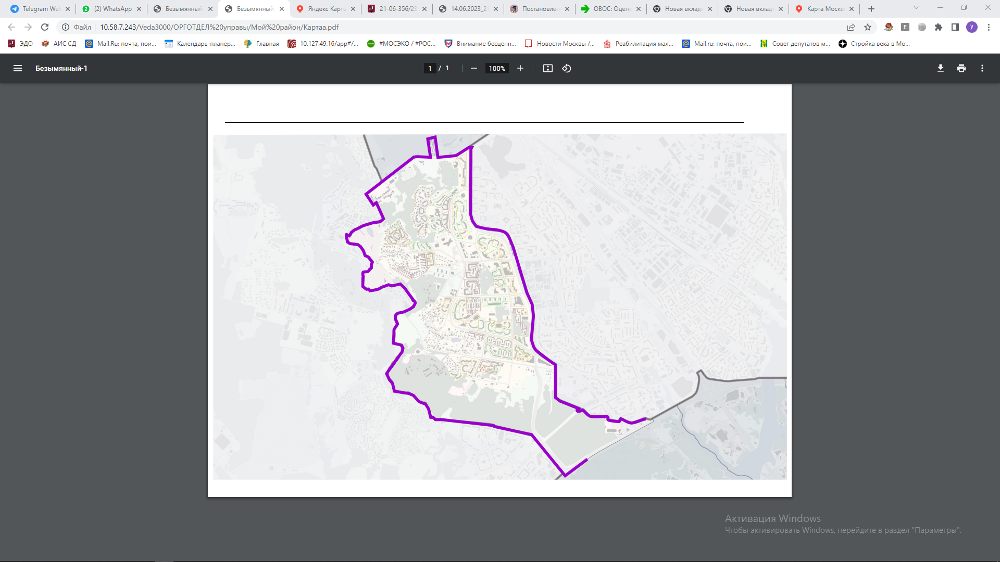 Telegram Web
(2) WhatsApp
Безымянный
Безымянный
Яндекс Карты
21-06-356/23
14.06.2023_21
Постановлен
ОВОС: Оценк
Новая вкладк
Новая вкладк
Карта Москв
Файл
10.58.7.243/Veda3000/ОРГОТДЕЛ%20управы/Мой%20район/Картаа.pdf
ЭДО
АИС СД
Mail.Ru: почта, пои...
Календарь-планер...
Главная
10.127.49.16/app#/...
#МОСЭКО / #РОС...
Внимание бесценн...
Новости Москвы /...
Реабилитация мал...
Mail.ru: почта, пои...
Совет депутатов м...
Стройка века в Мо...
Безымянный-1
1 / 1
100%
Активация Windows
Чтобы активировать Windows, перейдите в раздел "Параметры".